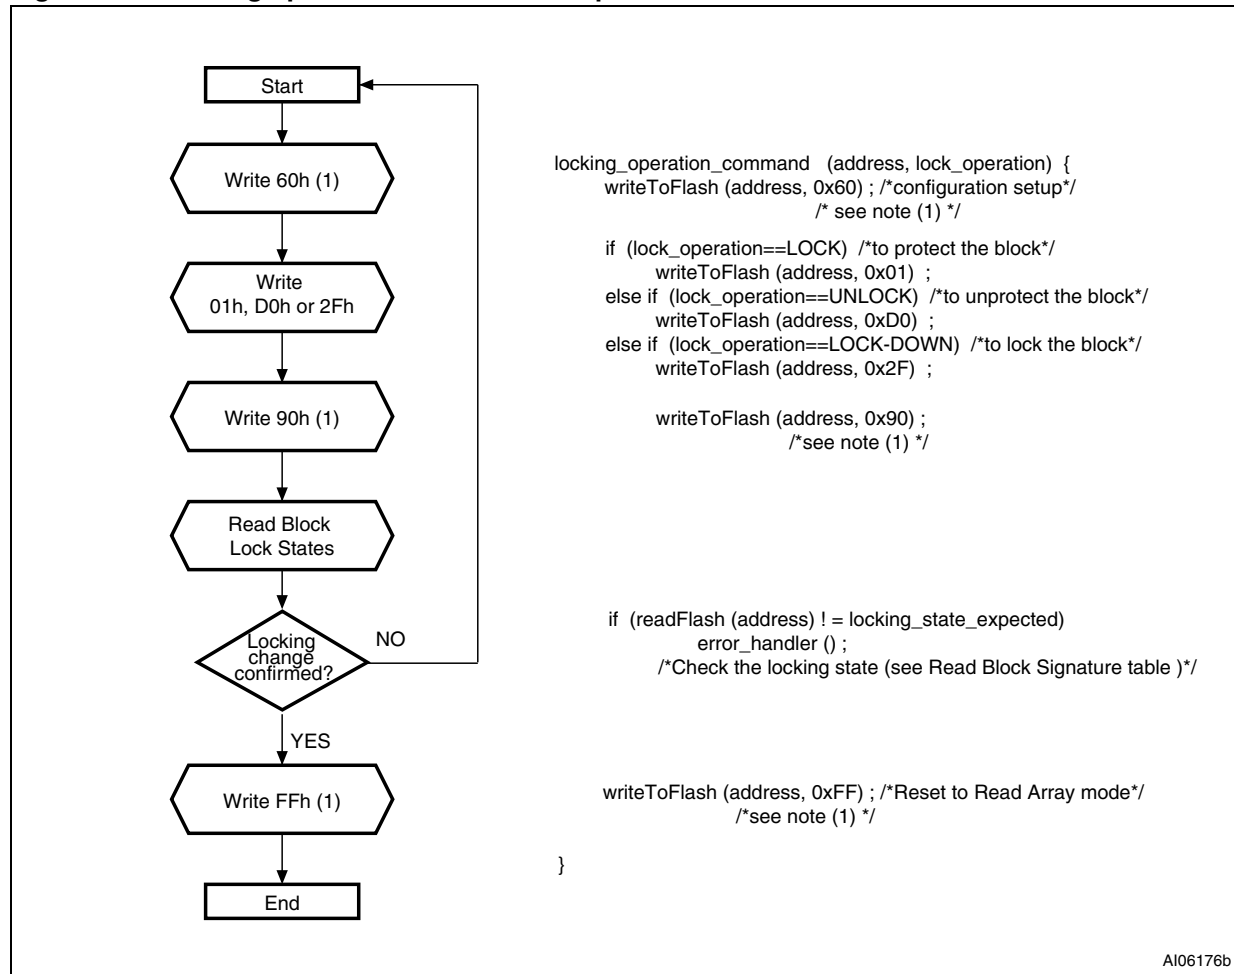 Start
Write 60h (1)
Write
01h, D0h or 2Fh
Write 90h (1)
Read Block
Lock States
Locking
change
confirmed?
NO
YES
Write FFh (1)
End
locking_operation_command (address, lock_operation) {
writeToFlash (address, 0x60) ; /*configuration setup*/
/* see note (1) */
if (lock_operation==LOCK) /*to protect the block*/
writeToFlash (address, 0x01) ;
else if (lock_operation==UNLOCK) /*to unprotect the block*/
writeToFlash (address, 0xD0) ;
else if (lock_operation==LOCK-DOWN) /*to lock the block*/
writeToFlash (address, 0x2F) ;
writeToFlash (address, 0x90) ;
/*see note (1) */
if (readFlash (address) ! = locking_state_expected)
error_handler () ;
/*Check the locking state (see Read Block Signature table )*/
writeToFlash (address, 0xFF) ; /*Reset to Read Array mode*/
/*see note (1) */
}
AI06176b